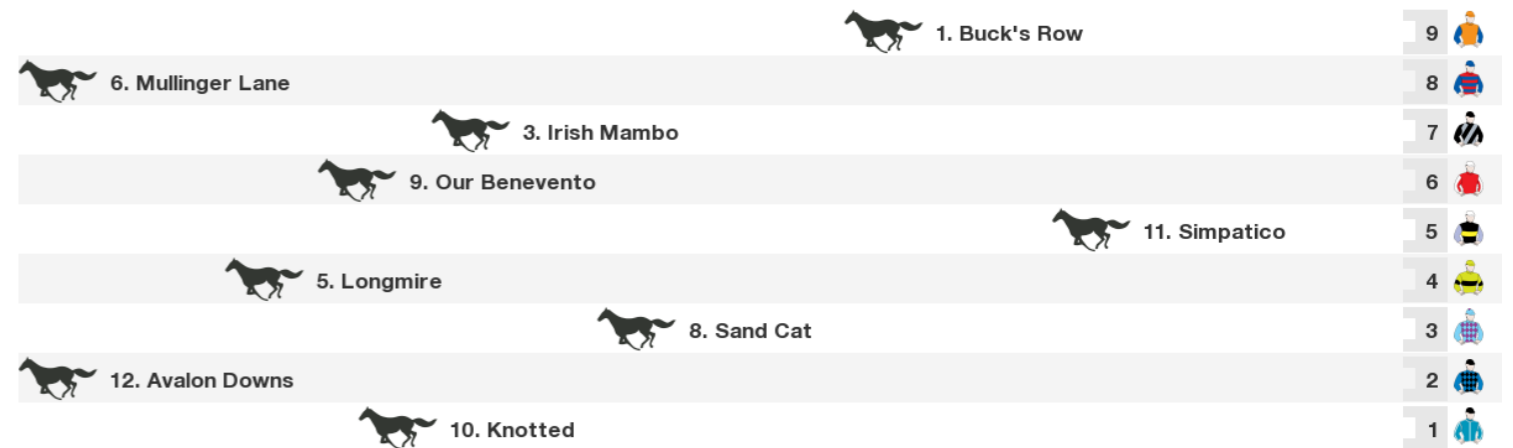 1. Buck's Row 9
6. Mullinger Lane 8
3. Irish Mambo 7
9. Our Benevento 6
11. Simpatico 5
5. Longmire 4
8. Sand Cat 3
12. Avalon Downs 2
10. Knotted 1